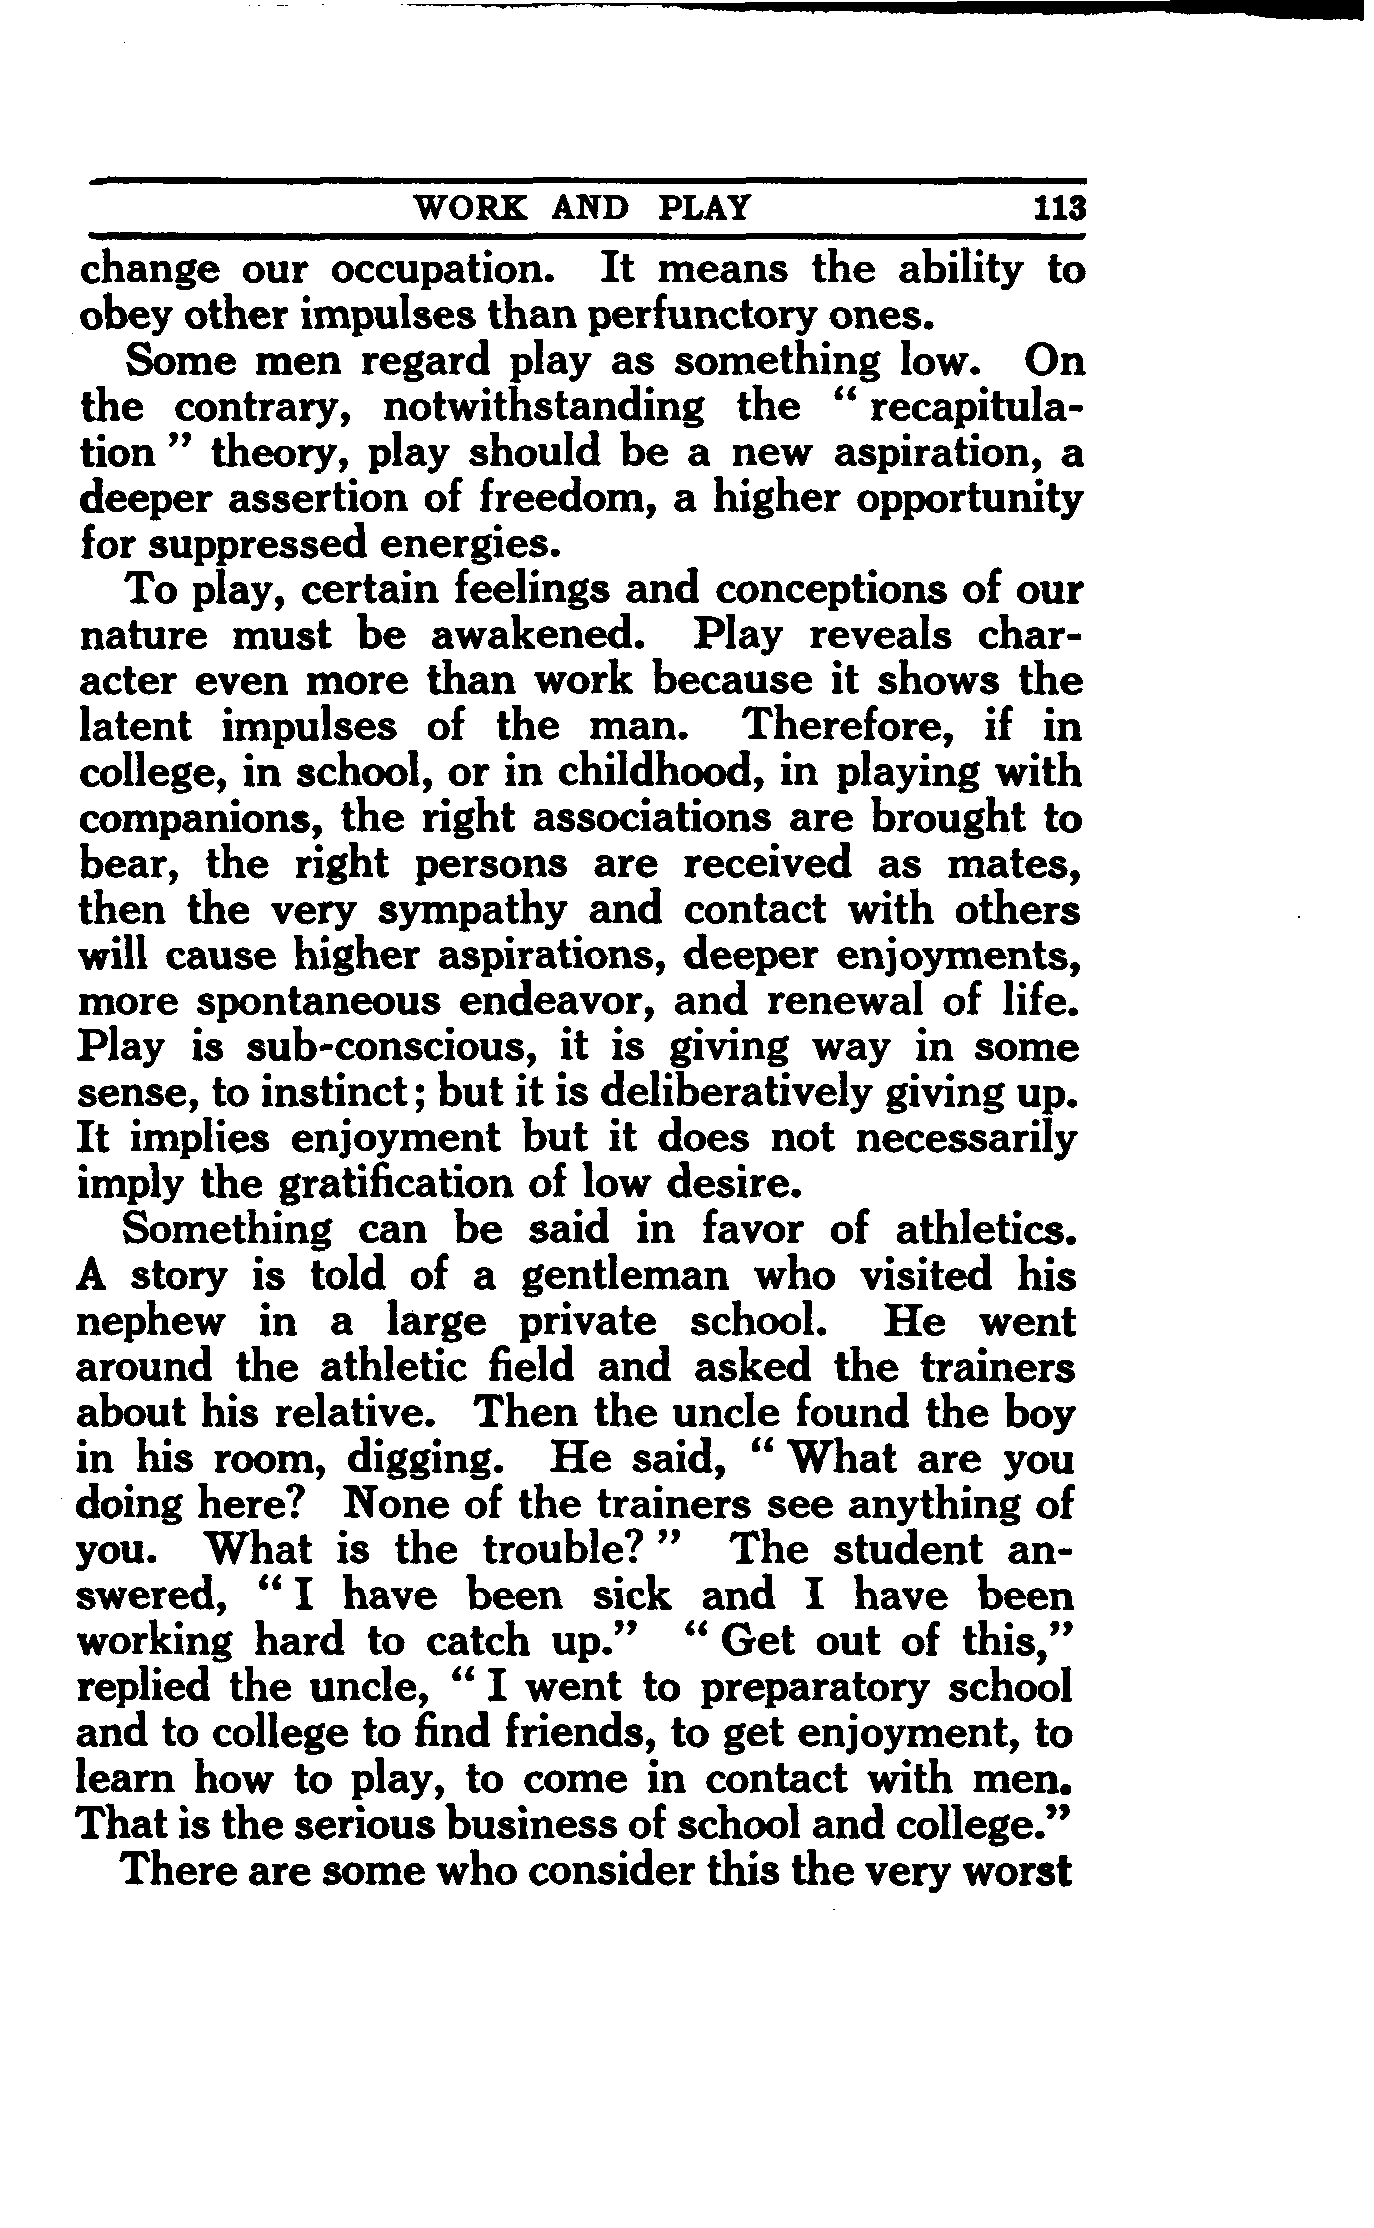 WORK AND PLAY 113
change our occupation. It means the ability to
obey other impulses than perfunctory ones.
Some men regard play as something low. On
the contrary, notwithstanding the “ recapitula-
tion ” theory, play should be a new aspiration, a
deeper assertion of freedom, a higher opportunity
for suppressed energies.
To play, certain feelings and conceptions of our
nature must be awakened. Play reveals char-
acter even more than work because it shows the
latent impulses of the man. Therefore, if in
college, in school, or in childhood, in playing with
companions, the right associations are brought to
bear, the right persons are received as mates,
then the very sympathy and contact with others
will cause higher aspirations, deeper enjoyments,
more spontaneous endeavor, and renewal of life.
Play is sub-conscious, it is giving way in some
sense, to instinct; but it is deliberatively giving up.
It implies enjoyment but it does not necessarily
imply the gratification of low desire.
Something can be said in favor of athletics.
A story is told of a gentleman who visited his
nephew in a large private school. He went
around the athletic field and asked the trainers
about his relative. Then the uncle found the boy
in his room, digging. He said, “ What are you
doing here? None of the trainers see anything of
you. What is the trouble? ” The student an-
swered, “ I have been sick and I have been
working hard to catch up.” “ Get out of this,”
replied the uncle, “ I went to preparatory school
and to college to find friends, to get enjoyment, to
learn how to play, to come in contact with men.
That is the serious business of school and college.”
There are some who consider this the very worst